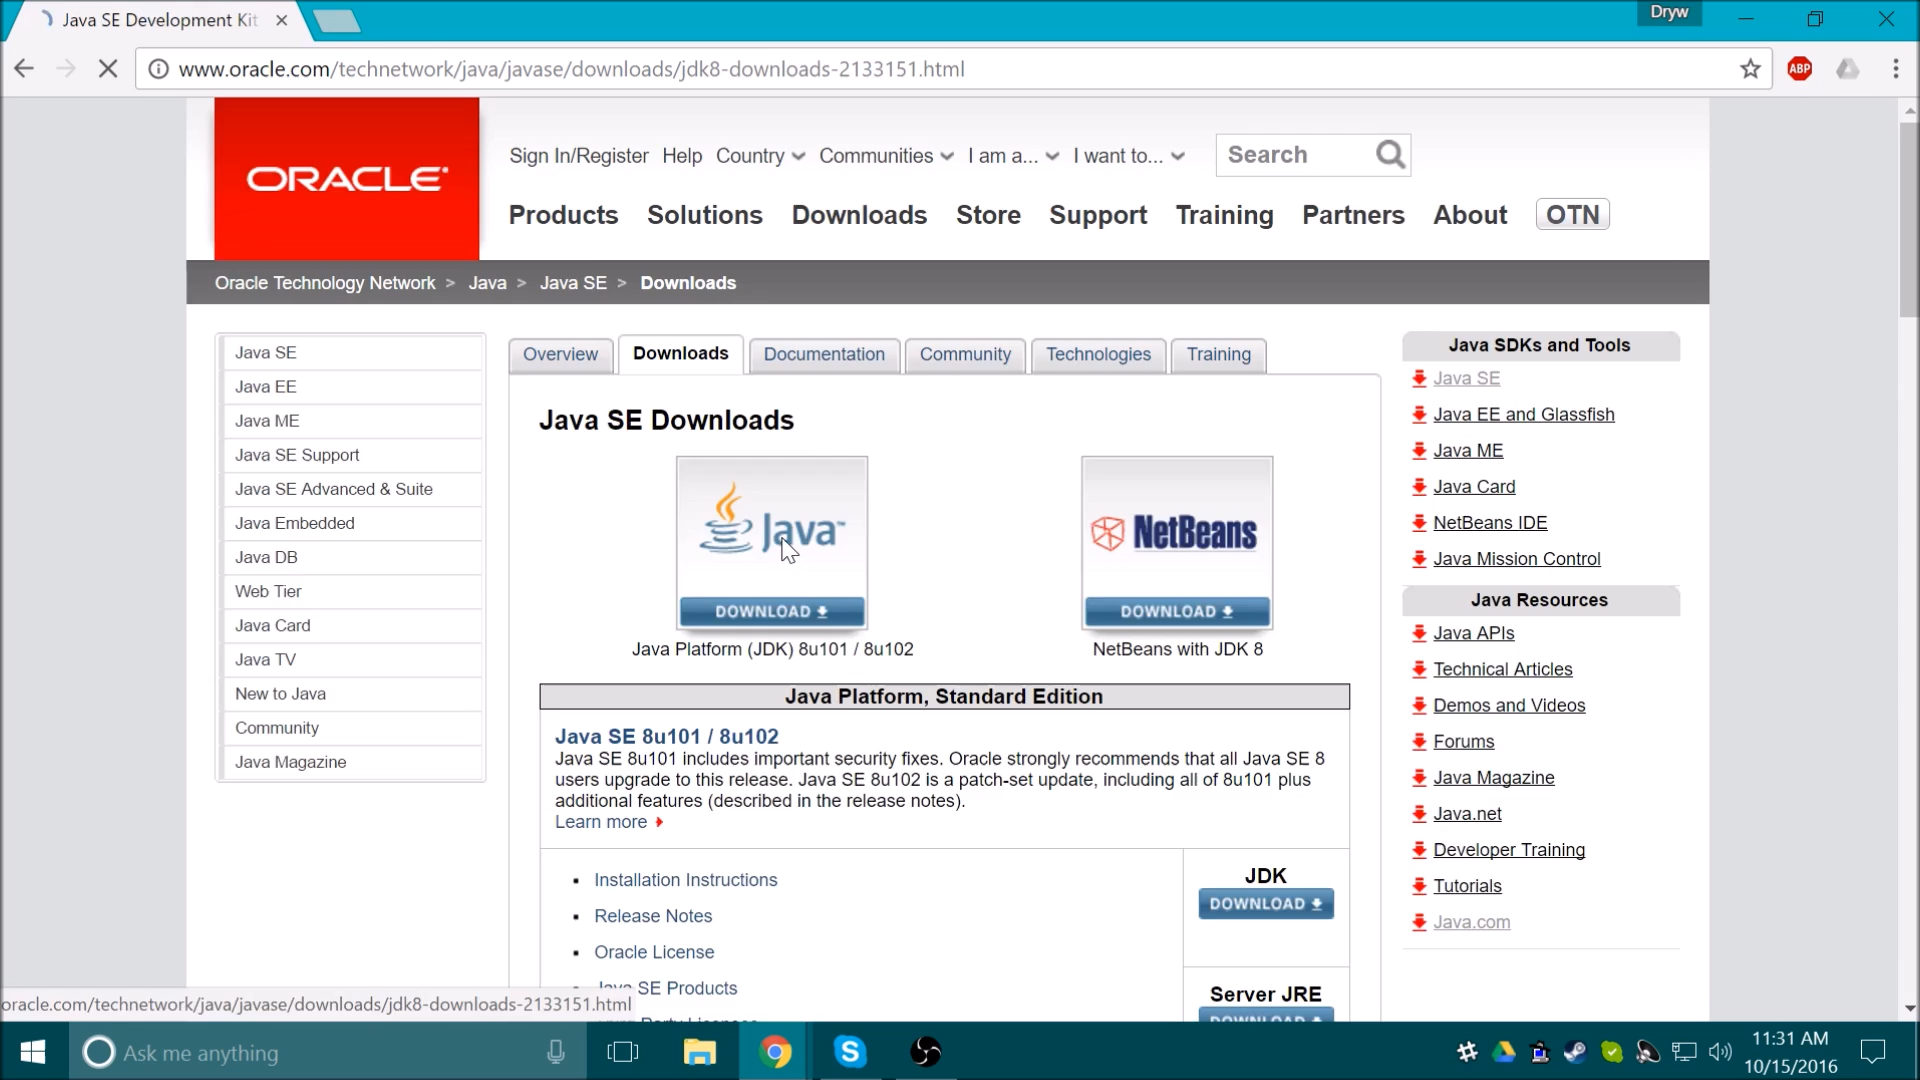 Java SE Development Kit
Dryw
www.oracle.com/technetwork/java/javase/downloads/jdk8-downloads-2133151.html
ABP
ORACLE
Sign In/Register Help Country Communities I am a... I want to... Search
Products Solutions Downloads Store Support Training Partners About OTN
Oracle Technology Network > Java > Java SE > Downloads
Java SE
Java EE
Java ME
Java SE Support
Java SE Advanced & Suite
Java Embedded
Java DB
Web Tier
Java Card
Java TV
New to Java
Community
Java Magazine
Overview Downloads Documentation Community Technologies Training
Java SE Downloads
Java™
DOWNLOAD
Java Platform (JDK) 8u101 / 8u102
NetBeans
DOWNLOAD
NetBeans with JDK 8
Java Platform, Standard Edition
Java SE 8u101 / 8u102
Java SE 8u101 includes important security fixes. Oracle strongly recommends that all Java SE 8
users upgrade to this release. Java SE 8u102 is a patch-set update, including all of 8u101 plus
additional features (described in the release notes).
Learn more
▪ Installation Instructions
▪ Release Notes
▪ Oracle License
▪ Java SE Products
JDK
DOWNLOAD
Server JRE
DOWNLOAD
Java SDKs and Tools
Java SE
Java EE and Glassfish
Java ME
Java Card
NetBeans IDE
Java Mission Control
Java Resources
Java APIs
Technical Articles
Demos and Videos
Forums
Java Magazine
Java.net
Developer Training
Tutorials
Java.com
oracle.com/technetwork/java/javase/downloads/jdk8-downloads-2133151.html
Ask me anything
11:31 AM
10/15/2016